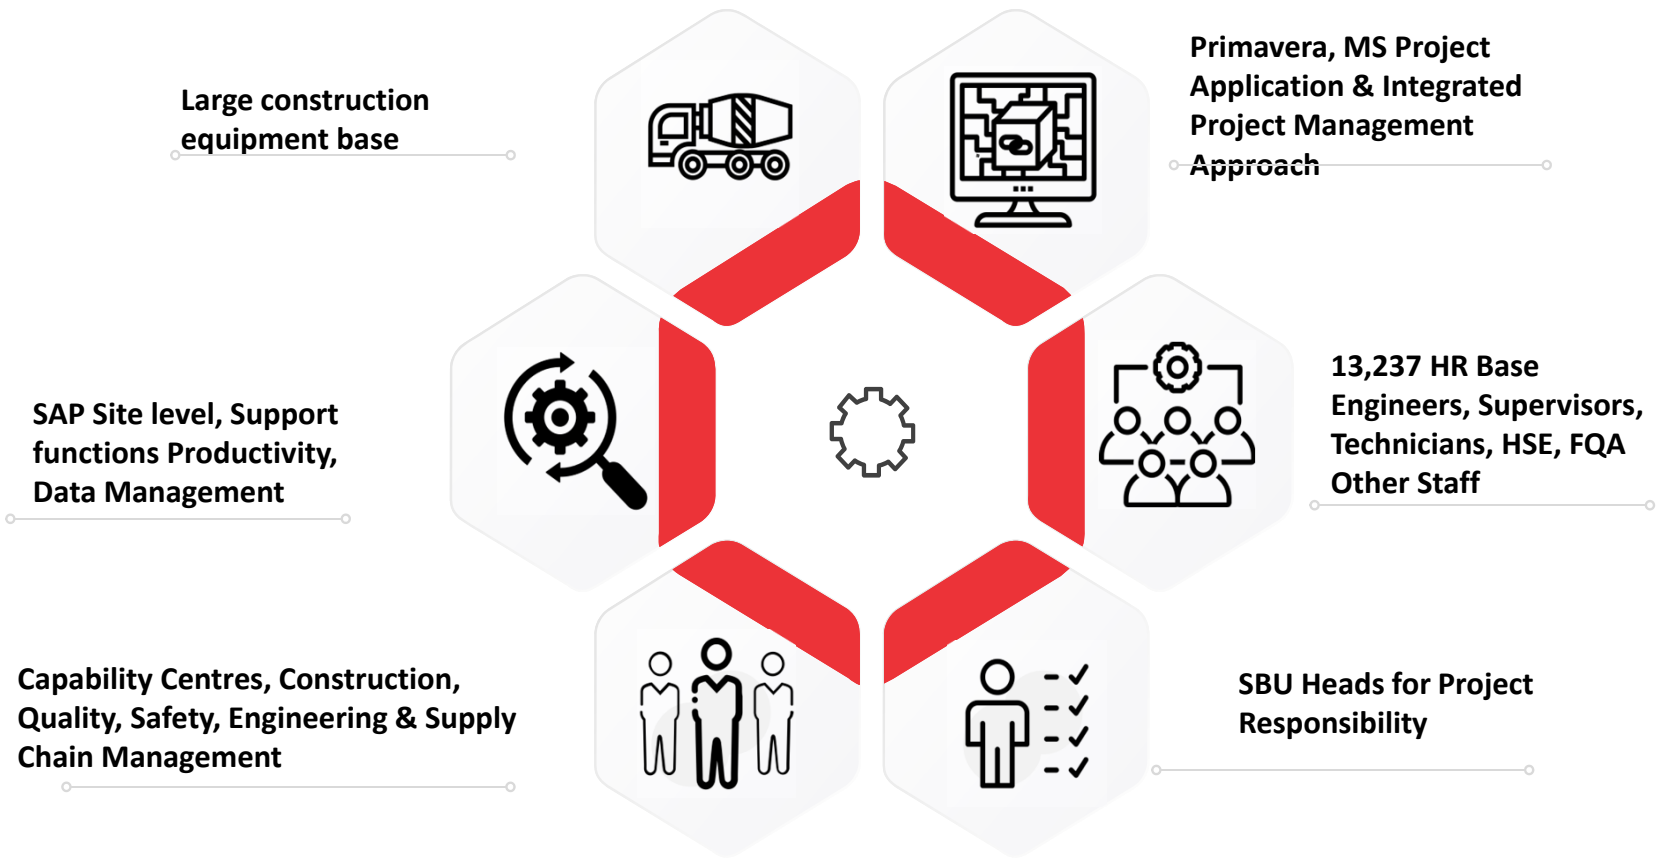 Large construction
equipment base
Primavera, MS Project
Application & Integrated
Project Management
Approach
SAP Site level, Support
functions Productivity,
Data Management
13,237 HR Base
Engineers, Supervisors,
Technicians, HSE, FQA
Other Staff
Capability Centres, Construction,
Quality, Safety, Engineering & Supply
Chain Management
SBU Heads for Project
Responsibility